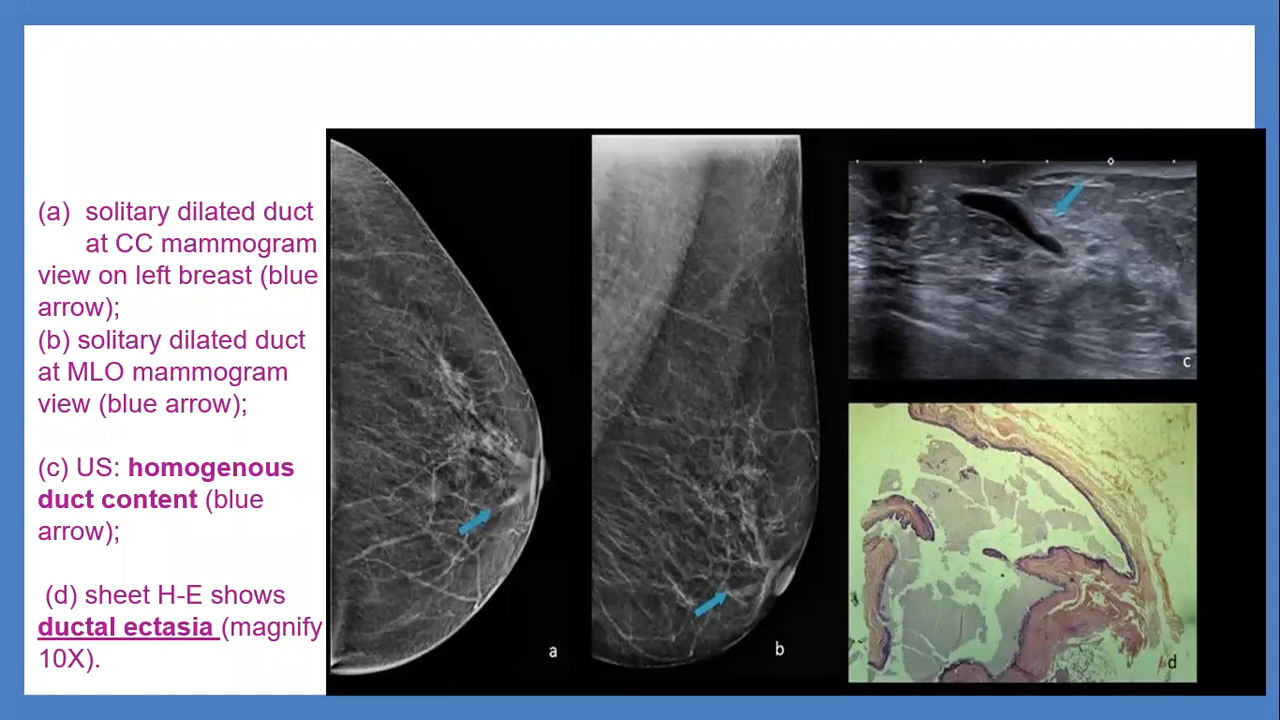 (a) solitary dilated duct
at CC mammogram
view on left breast (blue
arrow);
(b) solitary dilated duct
at MLO mammogram
view (blue arrow);
(c) US: homogenous
duct content (blue
arrow);
(d) sheet H-E shows
ductal ectasia (magnify
10X).
a
b
c
d